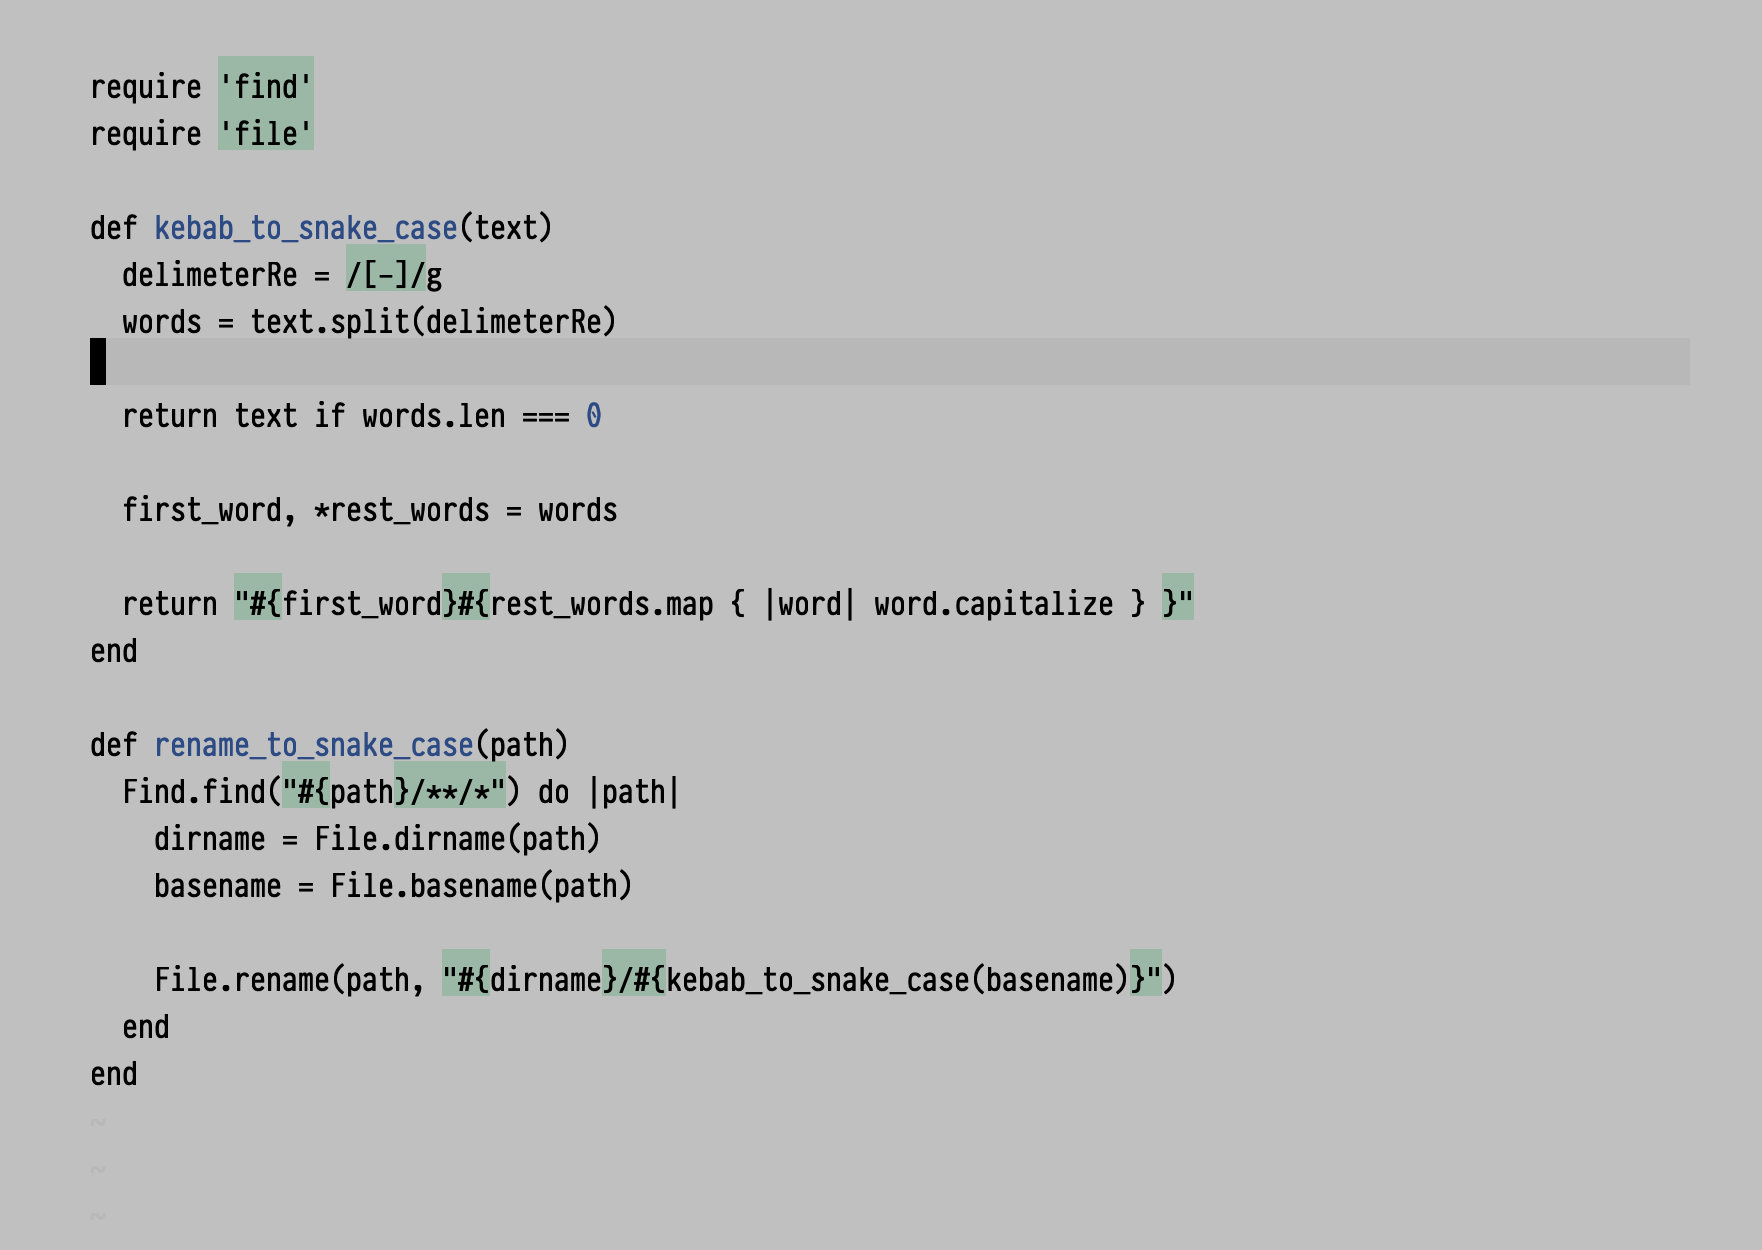 require 'find'
require 'file'
def kebab_to_snake_case(text)
  delimeterRe = /[-]/g
  words = text.split(delimeterRe)
  return text if words.len === 0
  first_word, *rest_words = words
  return "#{first_word}#{rest_words.map { |word| word.capitalize } }"
end
def rename_to_snake_case(path)
  Find.find("#{path}/**/*") do |path|
    dirname = File.dirname(path)
    basename = File.basename(path)
    File.rename(path, "#{dirname}/#{kebab_to_snake_case(basename)}")
  end
end
~
~
~